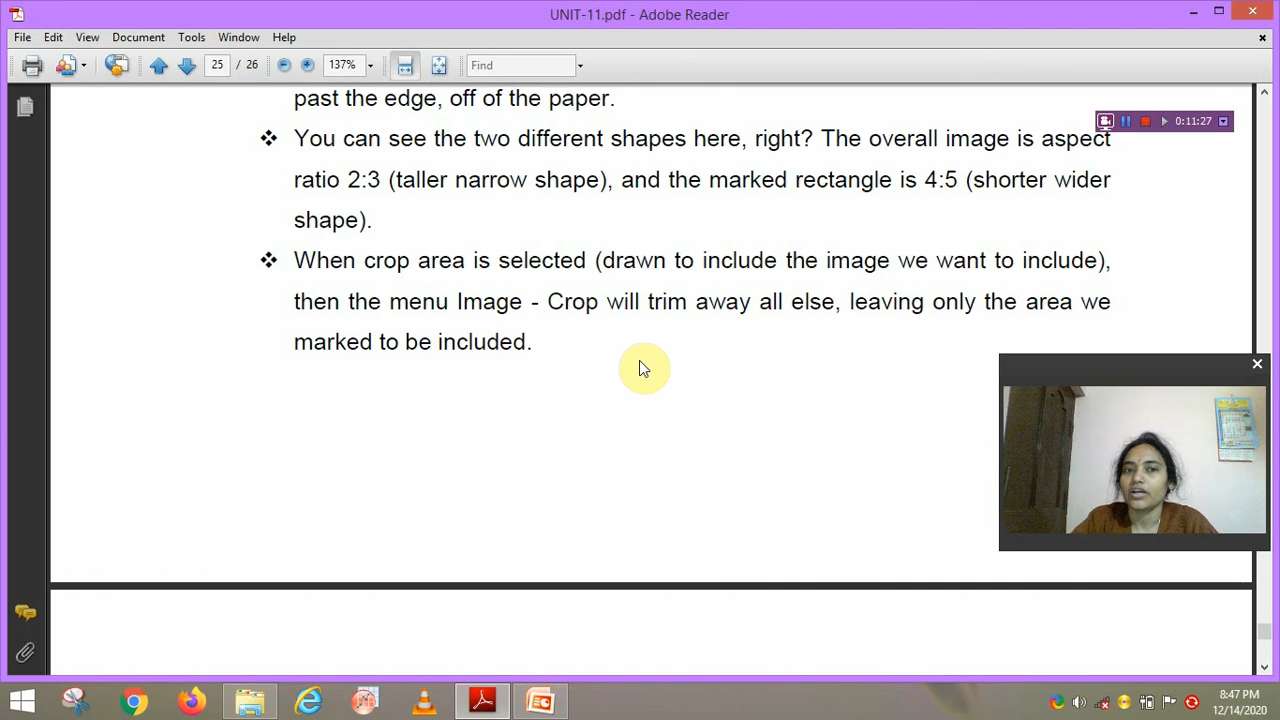 UNIT-11.pdf - Adobe Reader
File Edit View Document Tools Window Help
25 / 26 137% Find
past the edge, off of the paper.
0:11:27
❖ You can see the two different shapes here, right? The overall image is aspect
ratio 2:3 (taller narrow shape), and the marked rectangle is 4:5 (shorter wider
shape).
❖ When crop area is selected (drawn to include the image we want to include),
then the menu Image - Crop will trim away all else, leaving only the area we
marked to be included.
8:47 PM
12/14/2020